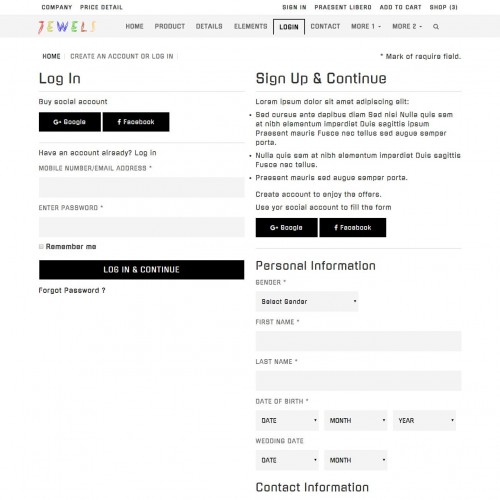 COMPANY PRICE DETAIL SIGN IN PRAESENT LIBERO ADD TO CART SHOP (3)
JEWELS HOME PRODUCT DETAILS ELEMENTS LOGIN CONTACT MORE 1 MORE 2
HOME CREATE AN ACCOUNT OR LOG IN * Mark of require field.
Log In
Buy social account
G+ Google Facebook
Have an account already? Log in
MOBILE NUMBER/EMAIL ADDRESS *
ENTER PASSWORD *
Remember me
LOG IN & CONTINUE
Forgot Password ?
Sign Up & Continue
Lorem ipsum dolor sit amat adipiscing elit:
Sed cursus ante dapibus diam Sed nisi Nulla quis sem
at nibh elementum imperdiet Duis sagittis ipsum
Praesent mauris Fusce nec tellus sed augue semper
porta.
Nulla quis sem at nibh elementum imperdiet Duis sagittis
Fusce nec tellus.
Praesent mauris sed augue semper porta.
Create account to enjoy the offers.
Use yor social account to fill the form
G+ Google Facebook
Personal Information
GENDER *
Select Gender
FIRST NAME *
LAST NAME *
DATE OF BIRTH *
DATE MONTH YEAR
WEDDING DATE
DATE MONTH
Contact Information